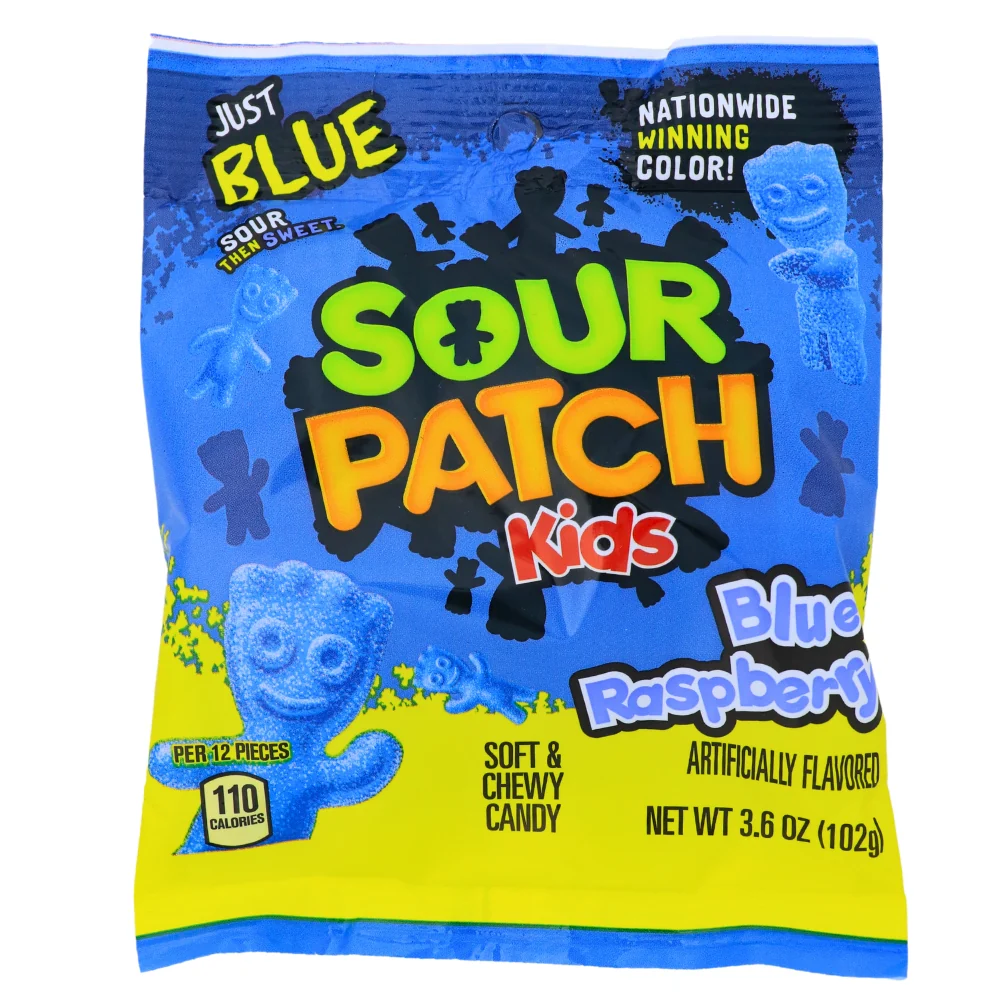 JUST
BLUE
SOUR
THEN SWEET.
NATIONWIDE
WINNING
COLOR!
SOUR
PATCH
Kids
Blue
Raspberry
PER 12 PIECES
110
CALORIES
SOFT &
CHEWY
CANDY
ARTIFICIALLY FLAVORED
NET WT 3.6 OZ (102g)